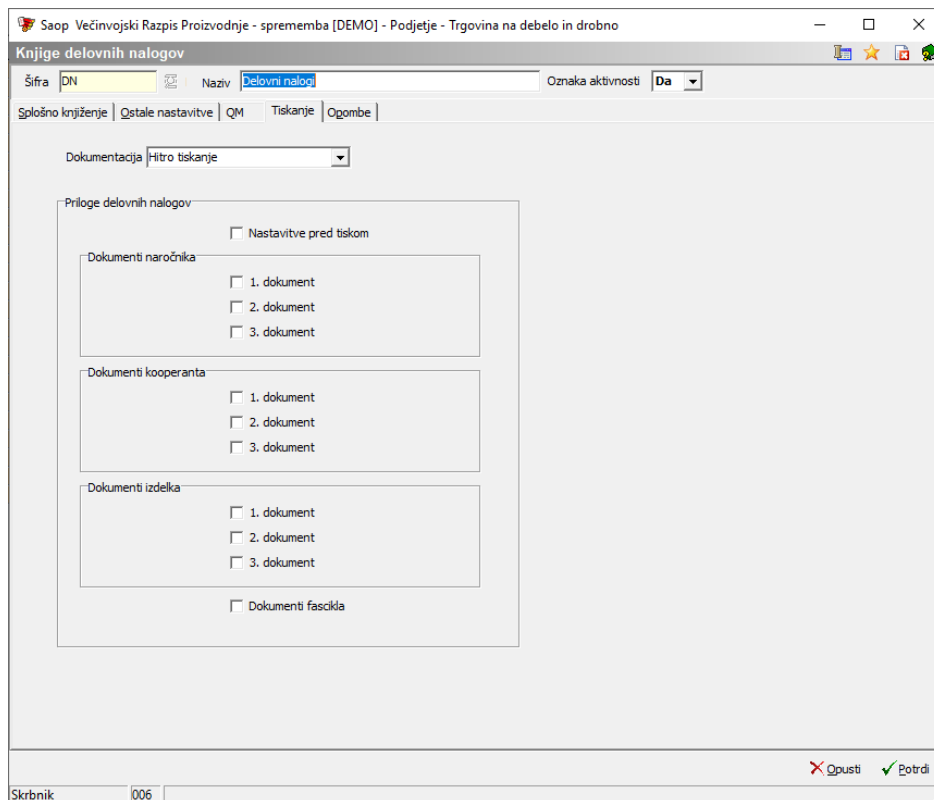 Saop Večinvojski Razpis Proizvodnje - sprememba [DEMO] - Podjetje - Trgovina na debelo in drobno
Knjige delovnih nalogov
Šifra DN Naziv Delovni nalogi Oznaka aktivnosti Da
Splošno knjiženje Ostale nastavitve QM Tiskanje Opombe
Dokumentacija Hitro tiskanje
Priloge delovnih nalogov
Nastavitve pred tiskom
Dokumenti naročnika
1. dokument
2. dokument
3. dokument
Dokumenti kooperanta
1. dokument
2. dokument
3. dokument
Dokumenti izdelka
1. dokument
2. dokument
3. dokument
Dokumenti fascikla
Opusti Potrdi
Skrbnik 006